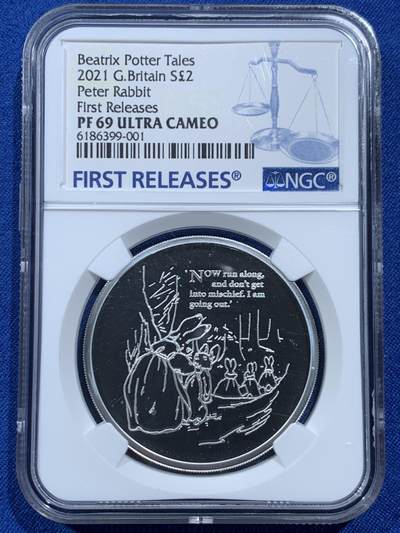 Beatrix Potter Tales
2021 G.Britain S£2
Peter Rabbit
First Releases
PF 69 ULTRA CAMEO
6186399-001
FIRST RELEASES®
NGC®
'NOW run along,
and don't get
into mischief. I am
going out.'